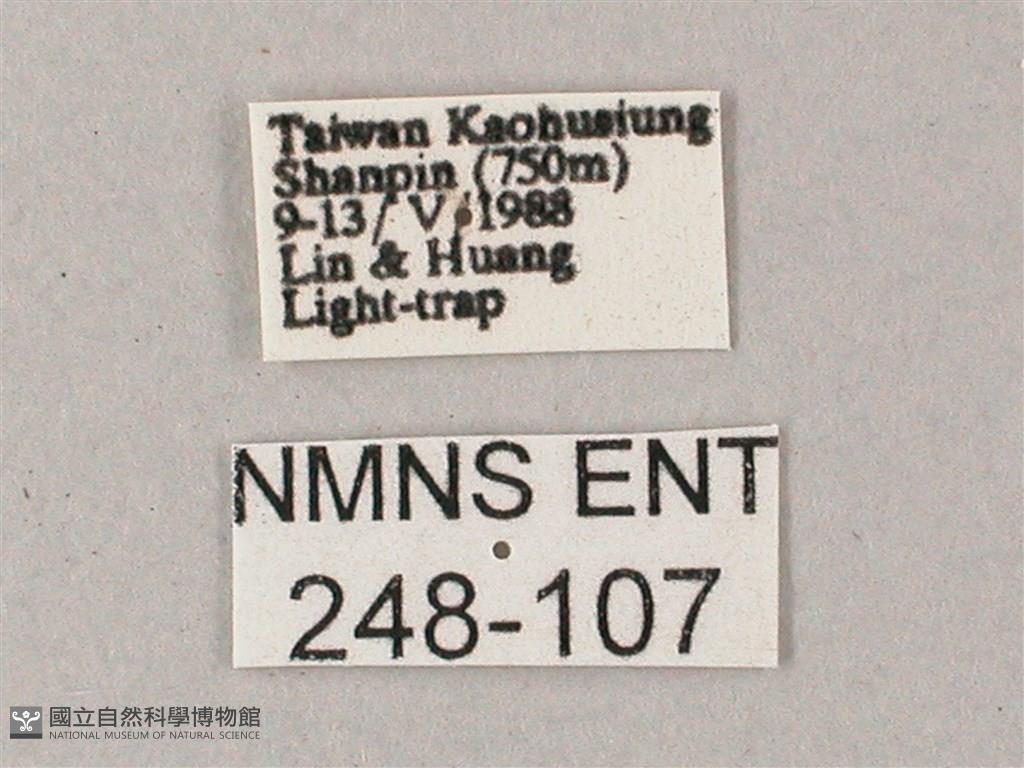 Taiwan Kaohusiung
Shanpin (750m)
9-13/ V/ 1988
Lin & Huang
Light-trap
NMNS ENT
248-107
國立自然科學博物館
NATIONAL MUSEUM OF NATURAL SCIENCE